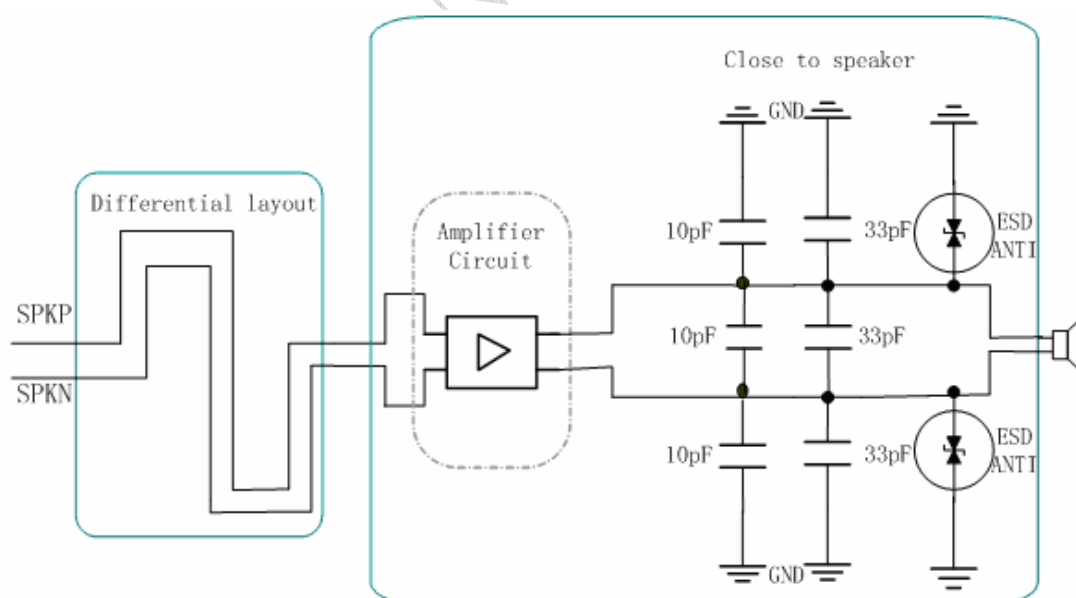 Close to speaker
GND
Differential layout
Amplifier
Circuit
10pF
33pF
ESD
ANTI
SPKP
SPKN
10pF
33pF
10pF
33pF
ESD
ANTI
GND